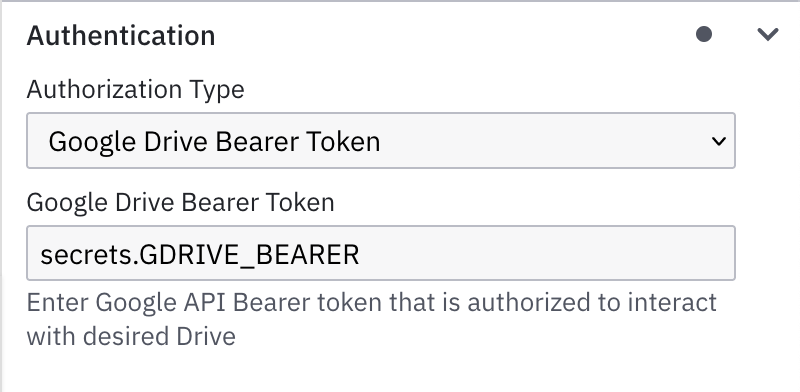 Authentication
Authorization Type
Google Drive Bearer Token
Google Drive Bearer Token
secrets.GDRIVE_BEARER
Enter Google API Bearer token that is authorized to interact
with desired Drive